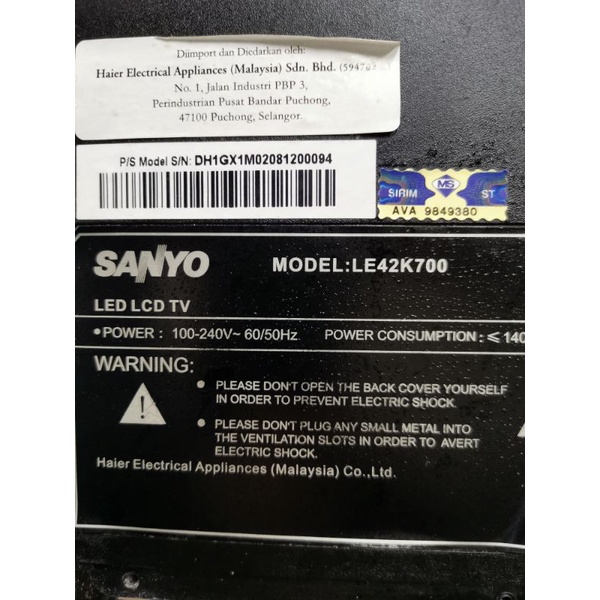 Diimport dan Diedarkan oleh:
Haier Electrical Appliances (Malaysia) Sdn. Bhd.
No. 1, Jalan Industri PBP 3,
Perindustrian Pusat Bandar Puchong,
47100 Puchong, Selangor.
P/S Model S/N: DH1GX1M02081200094
MS
SIRIM ST
AVA 9849380
SANYO MODEL:LE42K700
LED LCD TV
•POWER : 100-240V~ 60/50Hz POWER CONSUMPTION : ≤ 140
WARNING:
• PLEASE DON'T OPEN THE BACK COVER YOURSELF
IN ORDER TO PREVENT ELECTRIC SHOCK.
• PLEASE DON'T PLUG ANY SMALL METAL INTO
THE VENTILATION SLOTS IN ORDER TO AVERT
ELECTRIC SHOCK.
Haier Electrical Appliances (Malaysia) Co.,Ltd.